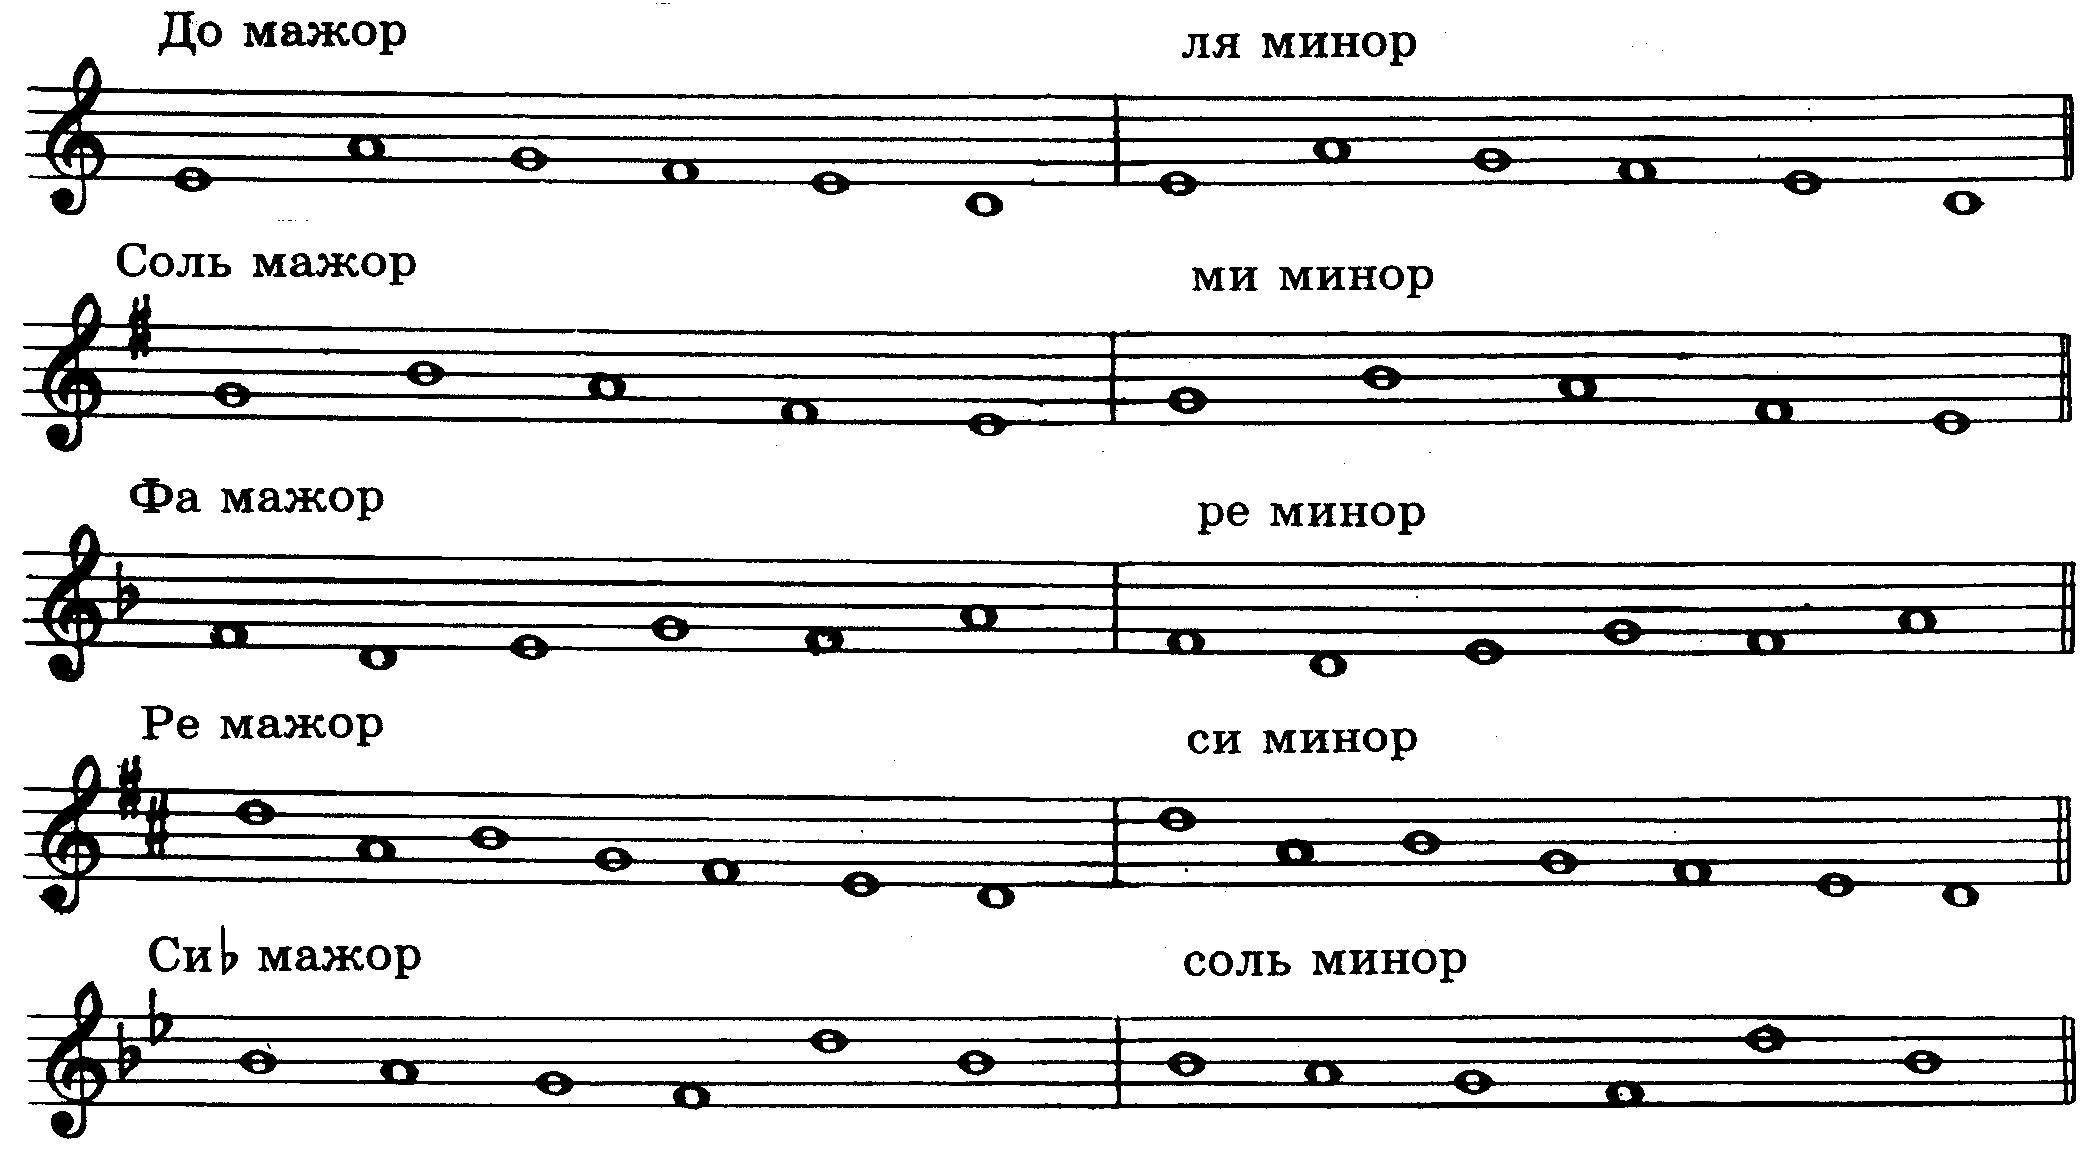 До мажор ля минор
Соль мажор ми минор
Фа мажор ре минор
Ре мажор си минор
Си♭ мажор соль минор